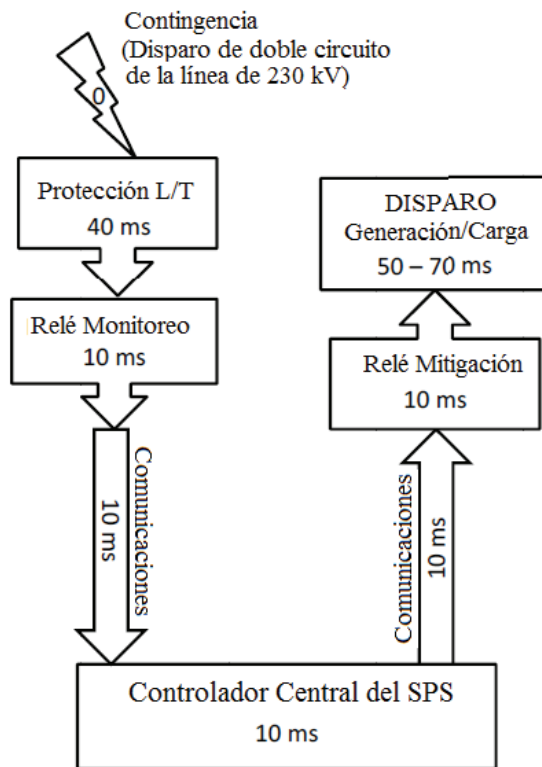 Contingencia
(Disparo de doble circuito
de la línea de 230 kV)
0
Protección L/T
40 ms
Relé Monitoreo
10 ms
Comunicaciones
10 ms
Controlador Central del SPS
10 ms
Comunicaciones
10 ms
Relé Mitigación
10 ms
DISPARO
Generación/Carga
50 – 70 ms